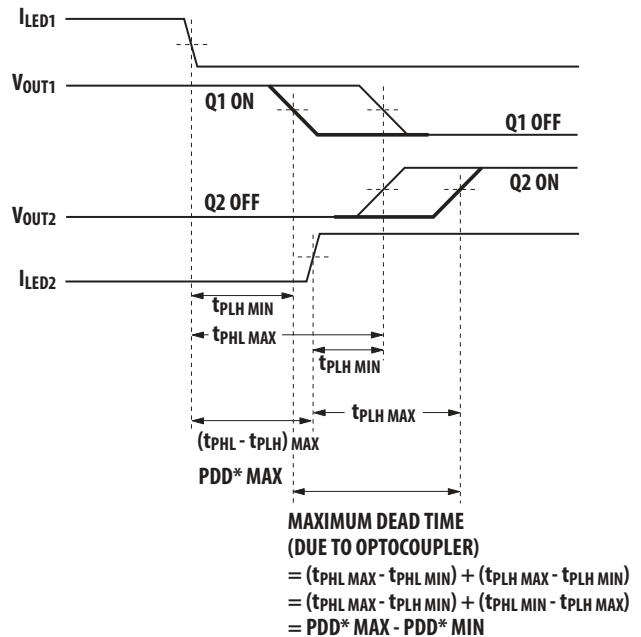 ILED1
VOUT1
Q1 ON
Q1 OFF
Q2 OFF
Q2 ON
VOUT2
ILED2
tPLH MIN
tPHL MAX
tPLH MIN
tPLH MAX
(tPHL - tPLH) MAX
PDD* MAX
MAXIMUM DEAD TIME
(DUE TO OPTOCOUPLER)
= (tPHL MAX - tPHL MIN) + (tPLH MAX - tPLH MIN)
= (tPHL MAX - tPLH MIN) + (tPHL MIN - tPLH MAX)
= PDD* MAX - PDD* MIN